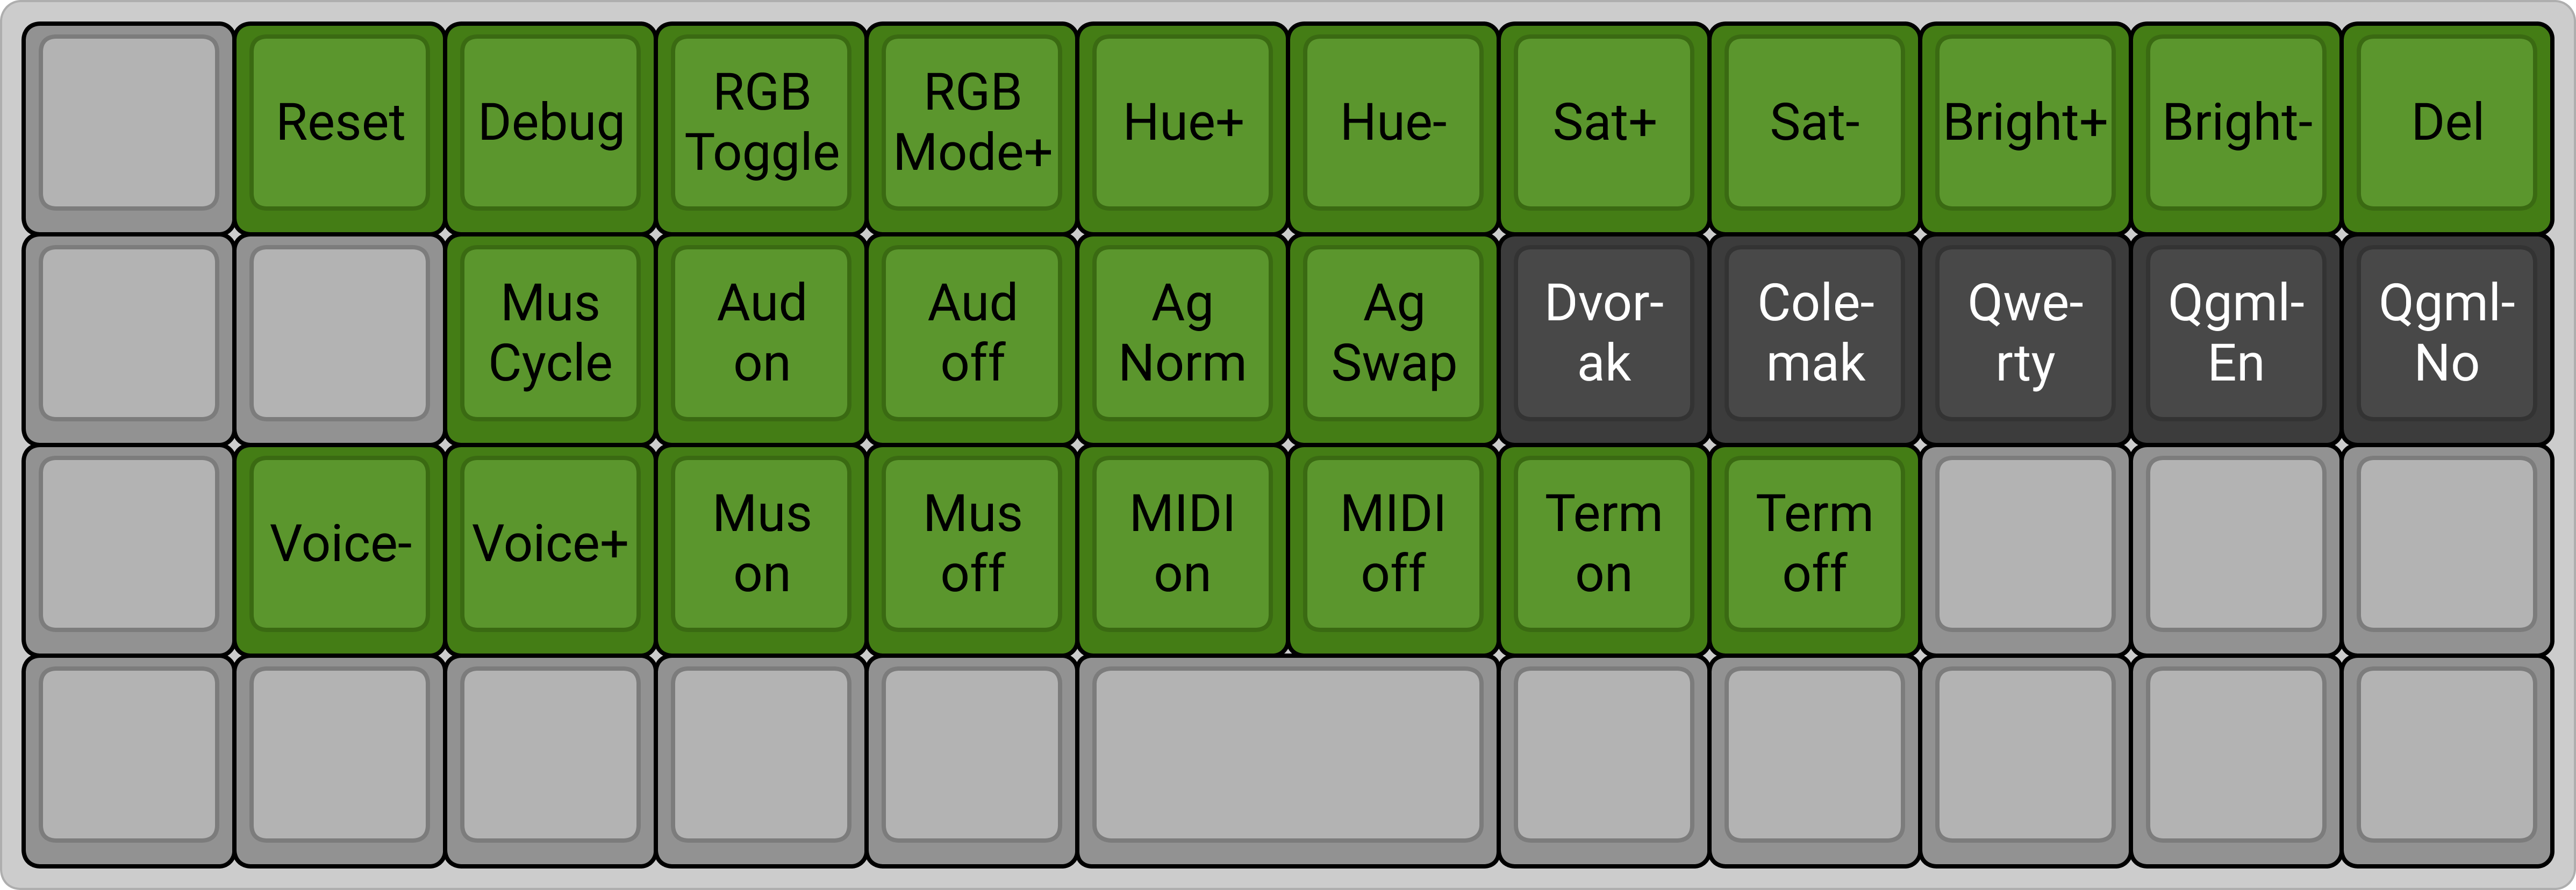 Reset
Debug
RGB
Toggle
RGB
Mode+
Hue+
Hue-
Sat+
Sat-
Bright+
Bright-
Del
Mus
Cycle
Aud
on
Aud
off
Ag
Norm
Ag
Swap
Dvor-
ak
Cole-
mak
Qwe-
rty
Qgml-
En
Qgml-
No
Voice-
Voice+
Mus
on
Mus
off
MIDI
on
MIDI
off
Term
on
Term
off